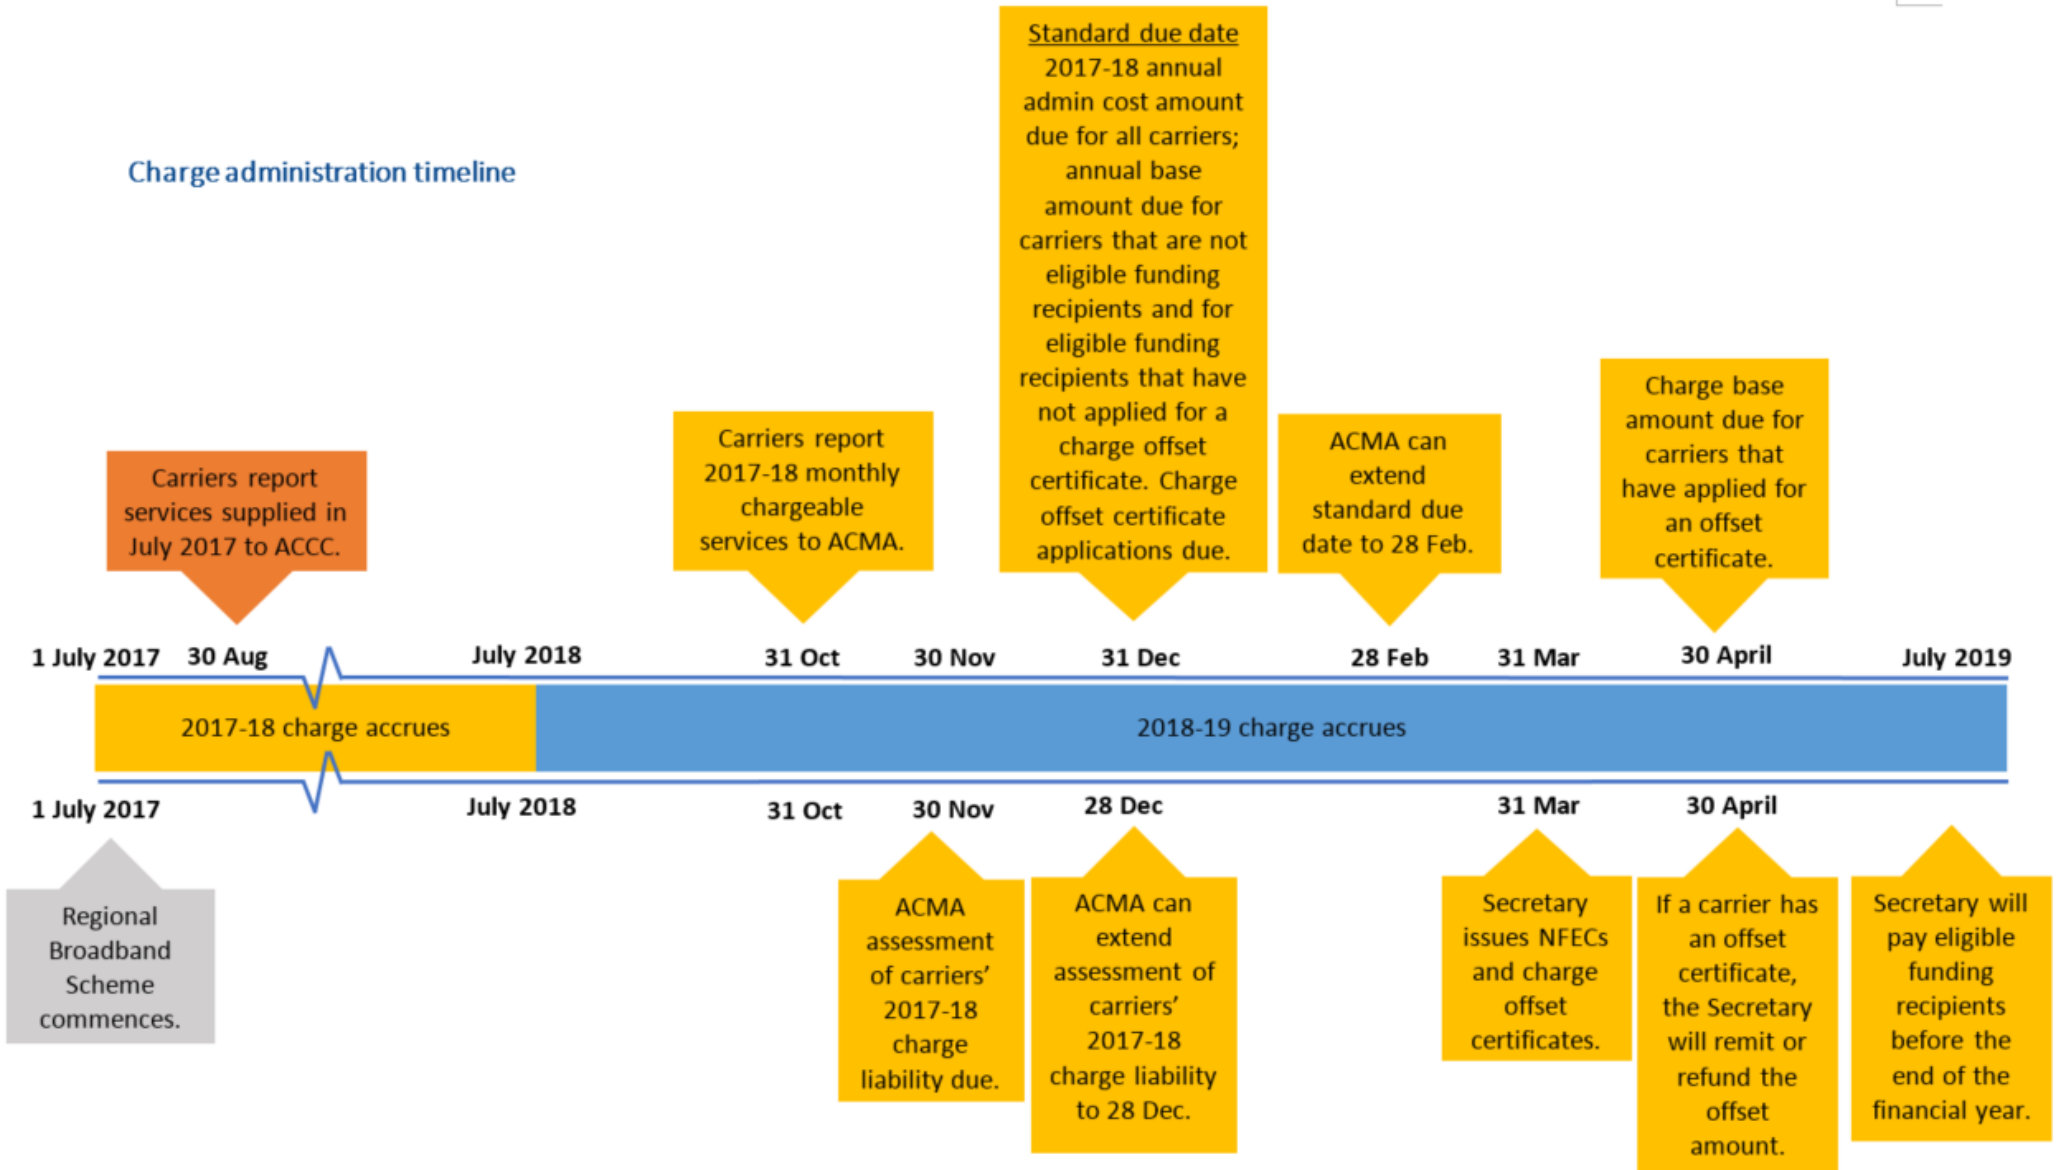 Charge administration timeline
Standard due date
2017-18 annual
admin cost amount
due for all carriers;
annual base
amount due for
carriers that are not
eligible funding
recipients and for
eligible funding
recipients that have
not applied for a
charge offset
certificate. Charge
offset certificate
applications due.
Carriers report
services supplied in
July 2017 to ACCC.
Carriers report
2017-18 monthly
chargeable
services to ACMA.
ACMA can
extend
standard due
date to 28 Feb.
Charge base
amount due for
carriers that
have applied for
an offset
certificate.
1 July 2017
30 Aug
July 2018
31 Oct
30 Nov
31 Dec
28 Feb
31 Mar
30 April
July 2019
2017-18 charge accrues
2018-19 charge accrues
1 July 2017
July 2018
31 Oct
30 Nov
28 Dec
31 Mar
30 April
Regional
Broadband
Scheme
commences.
ACMA
assessment
of carriers’
2017-18
charge
liability due.
ACMA can
extend
assessment of
carriers’
2017-18
charge liability
to 28 Dec.
Secretary
issues NFECs
and charge
offset
certificates.
If a carrier has
an offset
certificate,
the Secretary
will remit or
refund the
offset
amount.
Secretary will
pay eligible
funding
recipients
before the
end of the
financial year.